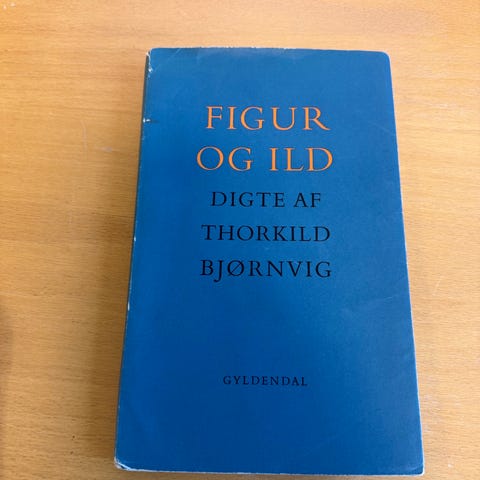 FIGUR
OG ILD
DIGTE AF
THORKILD
BJØRNVIG
GYLDENDAL